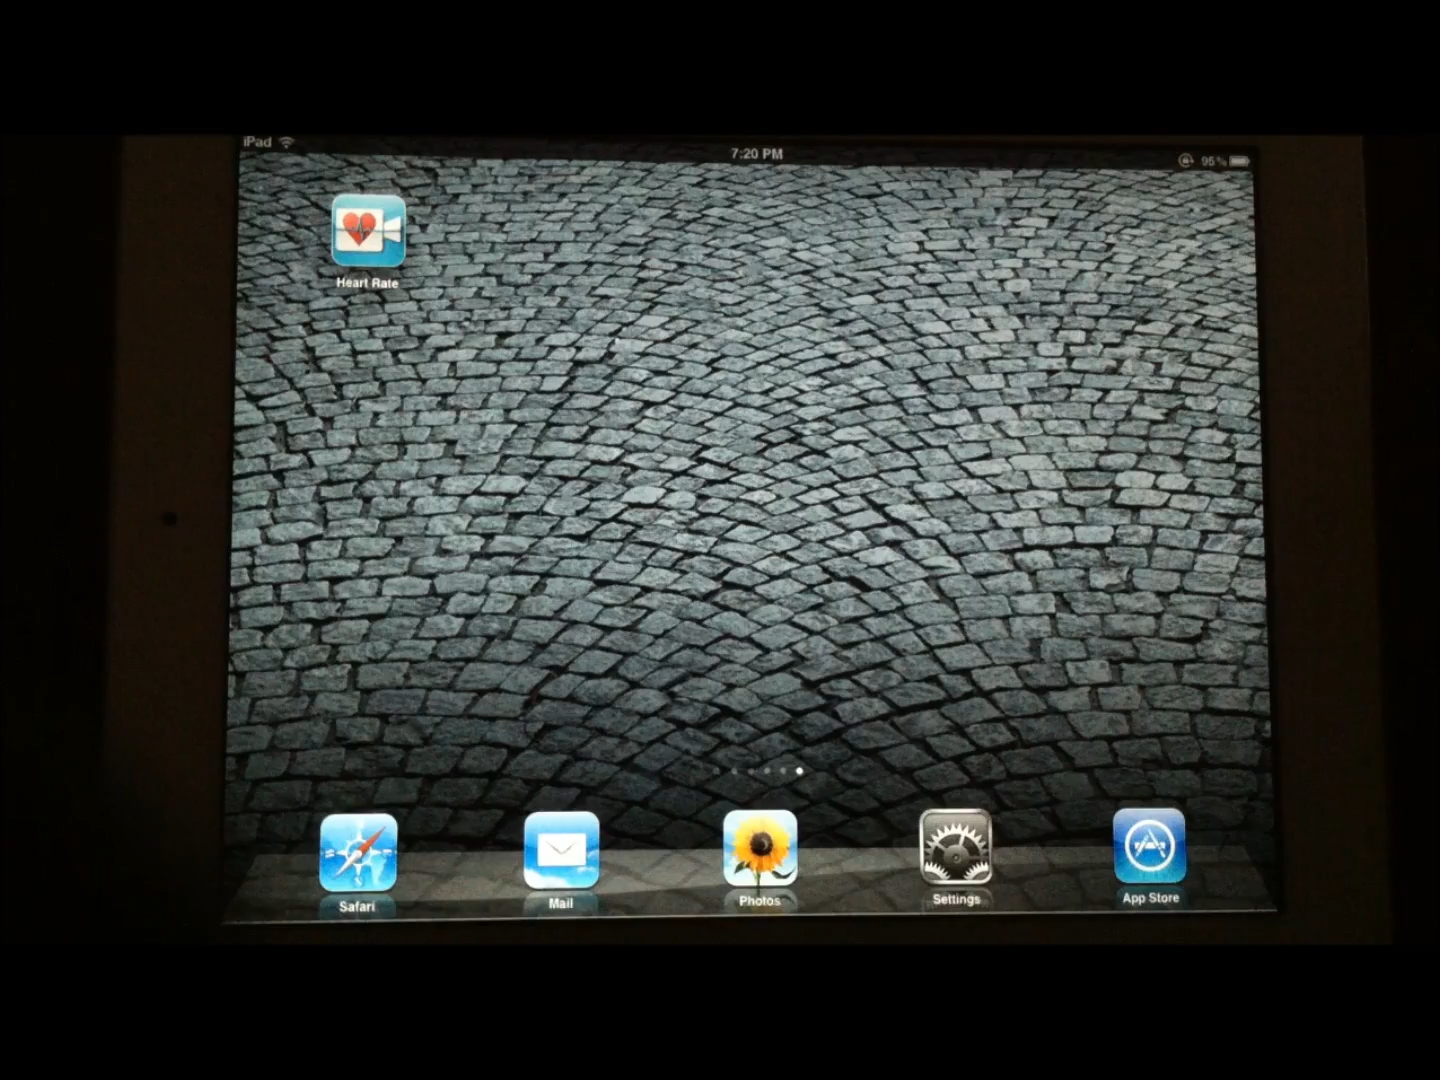 iPad
7:20 PM
95%
Heart Rate
Safari
Mail
Photos
Settings
App Store